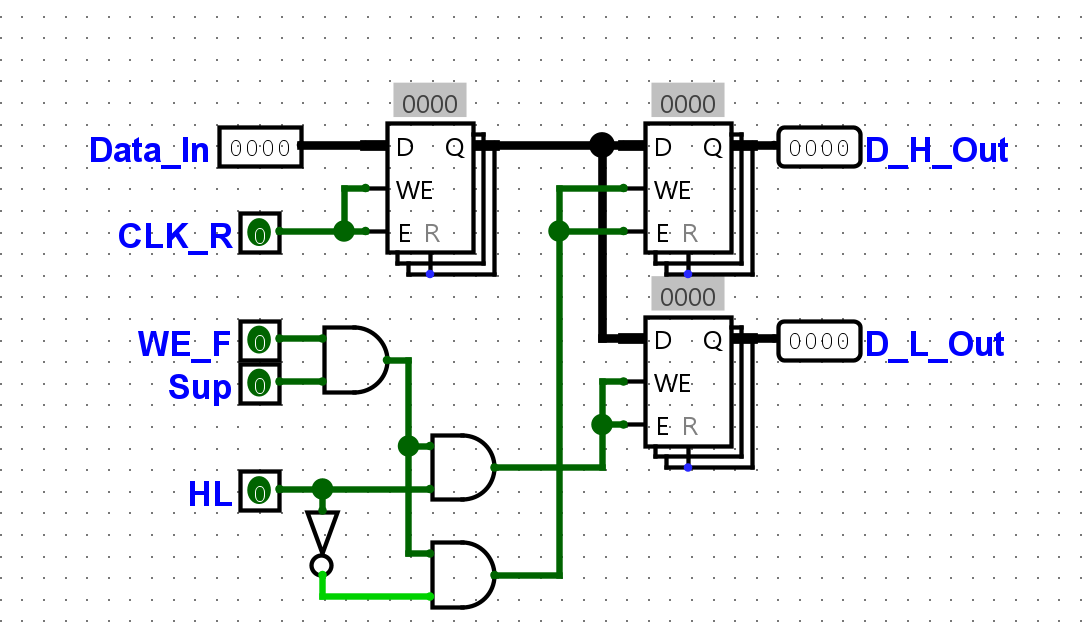 0000 0000
Data_In 0000 D Q D Q 0000 D_H_Out
WE WE
CLK_R 0 E R E R
0000
WE_F 0 D Q 0000 D_L_Out
Sup 0 WE
E R
HL 0